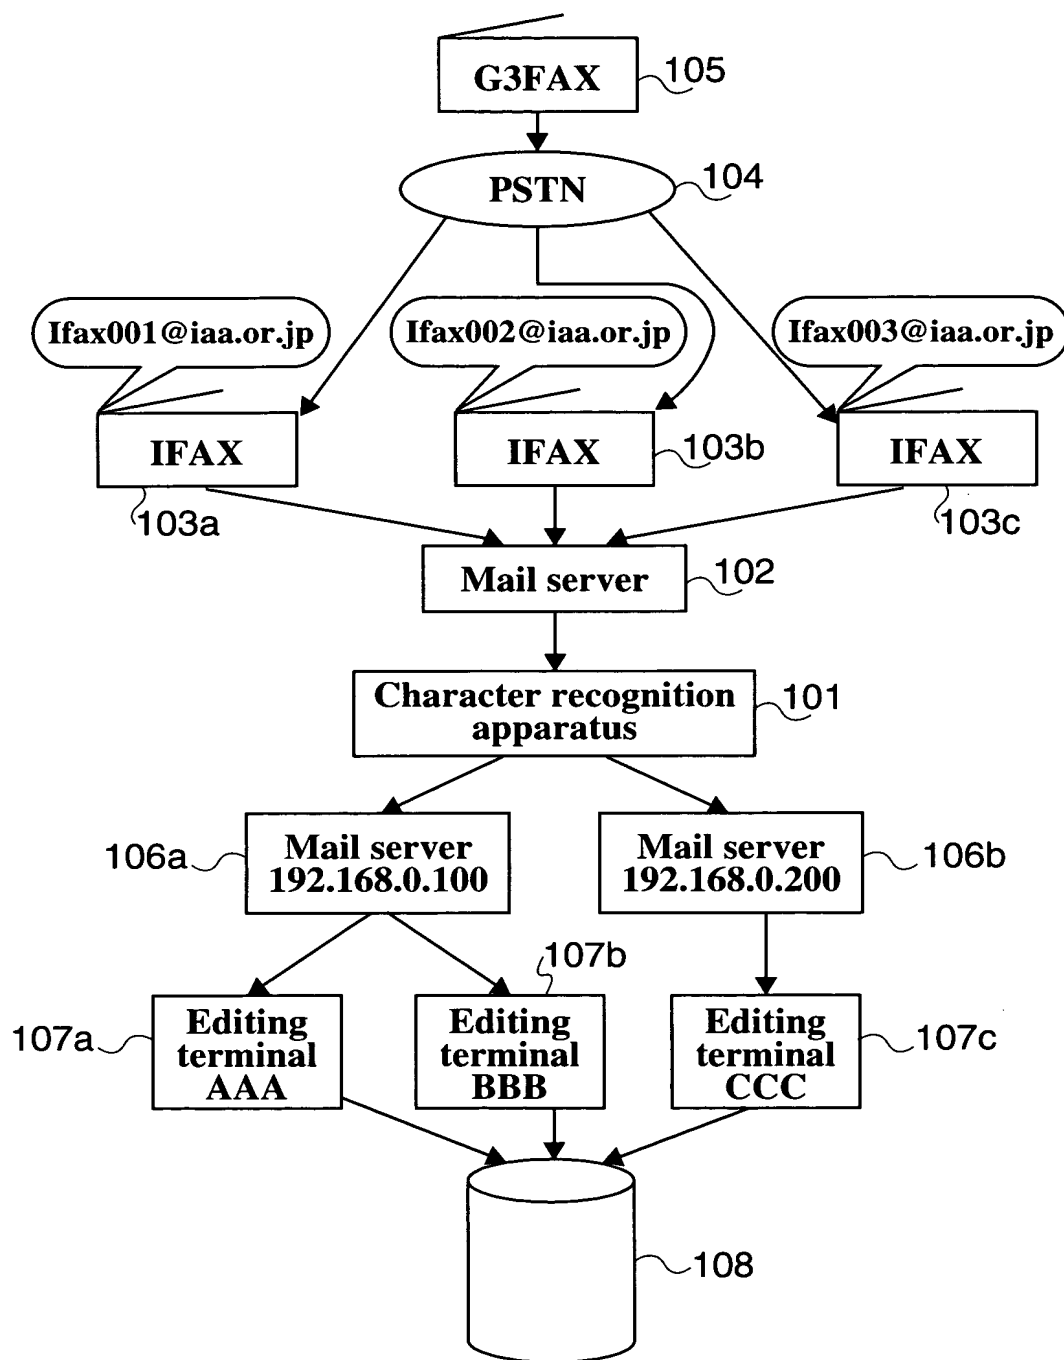 G3FAX
105
PSTN
104
Ifax001@iaa.or.jp
Ifax002@iaa.or.jp
Ifax003@iaa.or.jp
IFAX
103a
IFAX
103b
IFAX
103c
Mail server
102
Character recognition
apparatus
101
106a
Mail server
192.168.0.100
Mail server
192.168.0.200
106b
107a
Editing
terminal
AAA
107b
Editing
terminal
BBB
Editing
terminal
CCC
107c
108